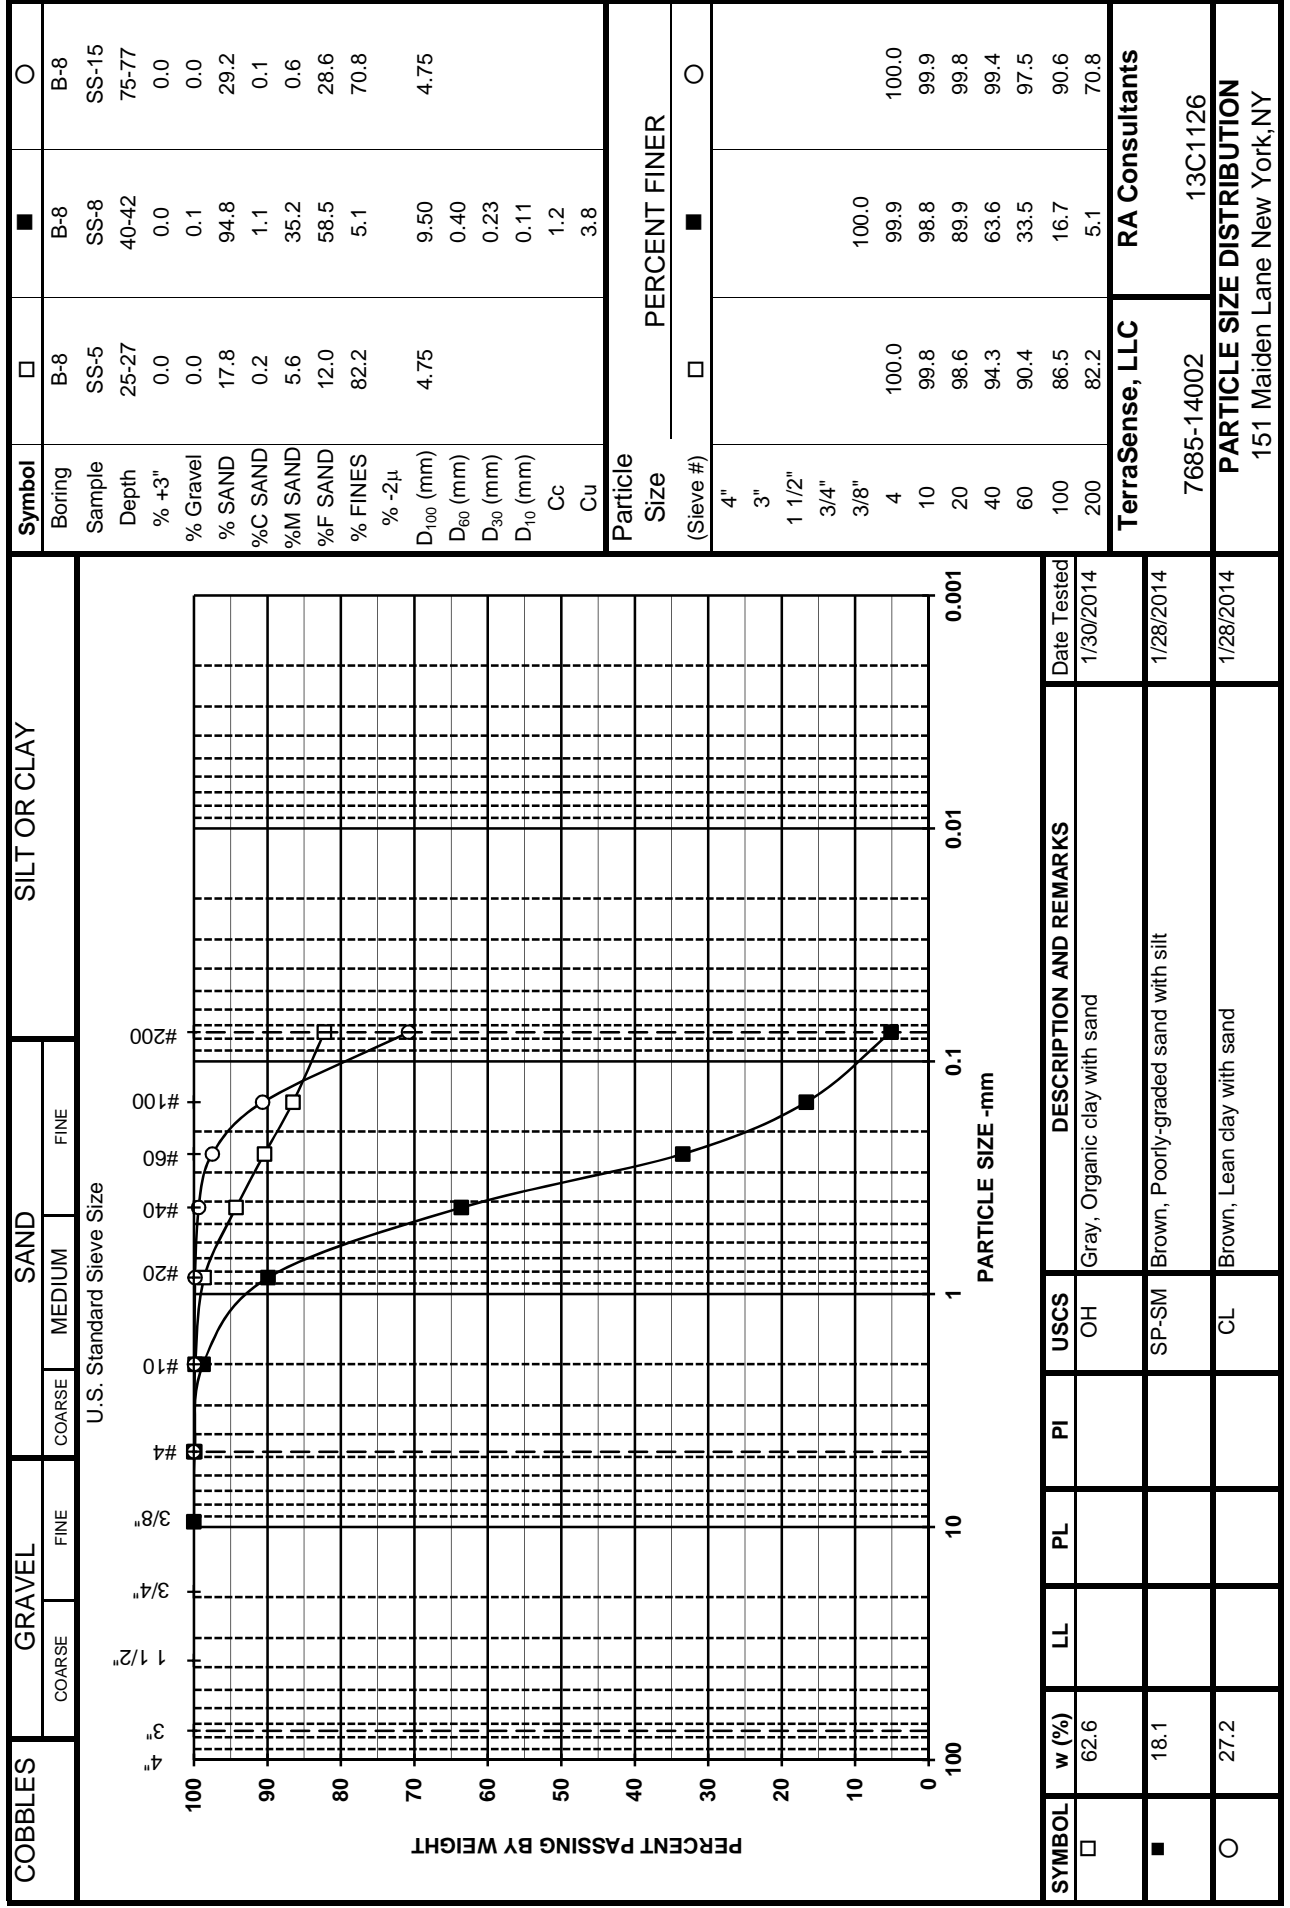 COBBLES GRAVEL SAND SILT OR CLAY
COARSE FINE COARSE MEDIUM FINE
U.S. Standard Sieve Size
4" 3" 1 1/2" 3/4" 3/8" #4 #10 #20 #40 #60 #100 #200
PERCENT PASSING BY WEIGHT
100
90
80
70
60
50
40
30
20
10
0
100 10 1 0.1 0.01 0.001
PARTICLE SIZE -mm
Symbol □ ■ ○
Boring B-8 B-8 B-8
Sample SS-5 SS-8 SS-15
Depth 25-27 40-42 75-77
% +3" 0.0 0.0 0.0
% Gravel 0.0 0.1 0.0
% SAND 17.8 94.8 29.2
%C SAND 0.2 1.1 0.1
%M SAND 5.6 35.2 0.6
%F SAND 12.0 58.5 28.6
% FINES 82.2 5.1 70.8
% -2µ
D100 (mm) 4.75 9.50 4.75
D60 (mm) 0.40
D30 (mm) 0.23
D10 (mm) 0.11
Cc 1.2
Cu 3.8
Particle
Size PERCENT FINER
(Sieve #) □ ■ ○
4"
3"
1 1/2"
3/4"
3/8" 100.0
4 100.0 99.9 100.0
10 99.8 98.8 99.9
20 98.6 89.9 99.8
40 94.3 63.6 99.4
60 90.4 33.5 97.5
100 86.5 16.7 90.6
200 82.2 5.1 70.8
SYMBOL w (%) LL PL PI USCS DESCRIPTION AND REMARKS Date Tested
□ 62.6 OH Gray, Organic clay with sand 1/30/2014
■ 18.1 SP-SM Brown, Poorly-graded sand with silt 1/28/2014
○ 27.2 CL Brown, Lean clay with sand 1/28/2014
TerraSense, LLC RA Consultants
7685-14002 13C1126
PARTICLE SIZE DISTRIBUTION
151 Maiden Lane New York,NY